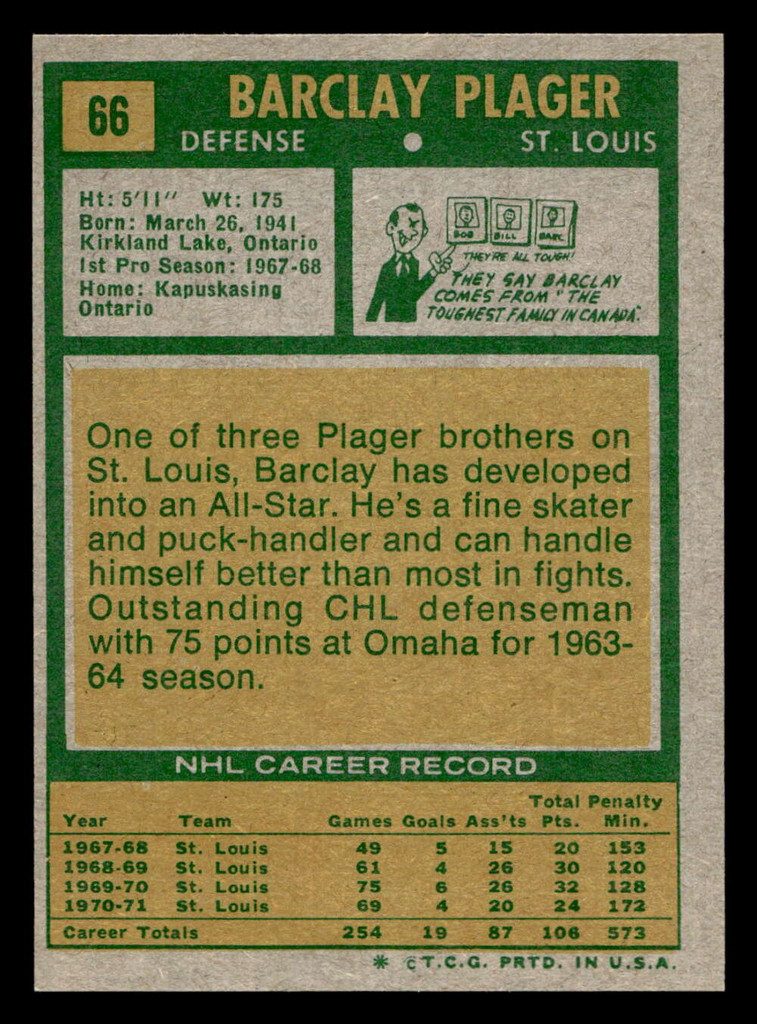 66
BARCLAY PLAGER
DEFENSE ● ST. LOUIS
Ht: 5'11" Wt: 175
Born: March 26, 1941
Kirkland Lake, Ontario
1st Pro Season: 1967-68
Home: Kapuskasing
Ontario
BOB BILL BARC
THEY'RE ALL TOUGH!
THEY SAY BARCLAY
COMES FROM "THE
TOUGHEST FAMILY IN CANADA".
One of three Plager brothers on
St. Louis, Barclay has developed
into an All-Star. He's a fine skater
and puck-handler and can handle
himself better than most in fights.
Outstanding CHL defenseman
with 75 points at Omaha for 1963-
64 season.
NHL CAREER RECORD
Total Penalty
Year Team Games Goals Ass'ts Pts. Min.
1967-68 St. Louis 49 5 15 20 153
1968-69 St. Louis 61 4 26 30 120
1969-70 St. Louis 75 6 26 32 128
1970-71 St. Louis 69 4 20 24 172
Career Totals 254 19 87 106 573
* © T.C.G. PRTD. IN U.S.A.